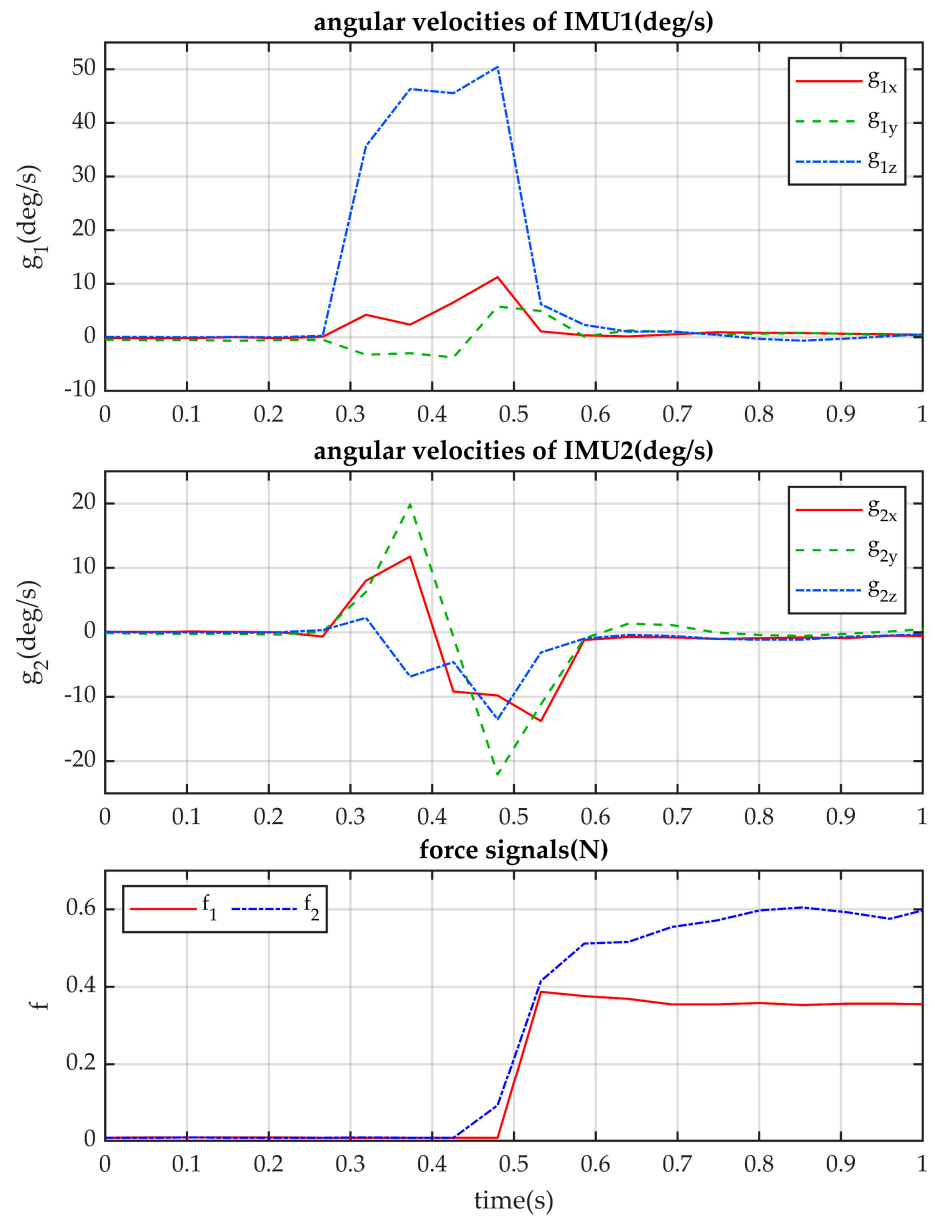 angular velocities of IMU1(deg/s)
g1(deg/s)
50
40
30
20
10
0
-10
g1x
g1y
g1z
0 0.1 0.2 0.3 0.4 0.5 0.6 0.7 0.8 0.9 1
angular velocities of IMU2(deg/s)
g2(deg/s)
20
10
0
-10
-20
g2x
g2y
g2z
0 0.1 0.2 0.3 0.4 0.5 0.6 0.7 0.8 0.9 1
force signals(N)
f
0.6
0.4
0.2
0
f1 f2
0 0.1 0.2 0.3 0.4 0.5 0.6 0.7 0.8 0.9 1
time(s)